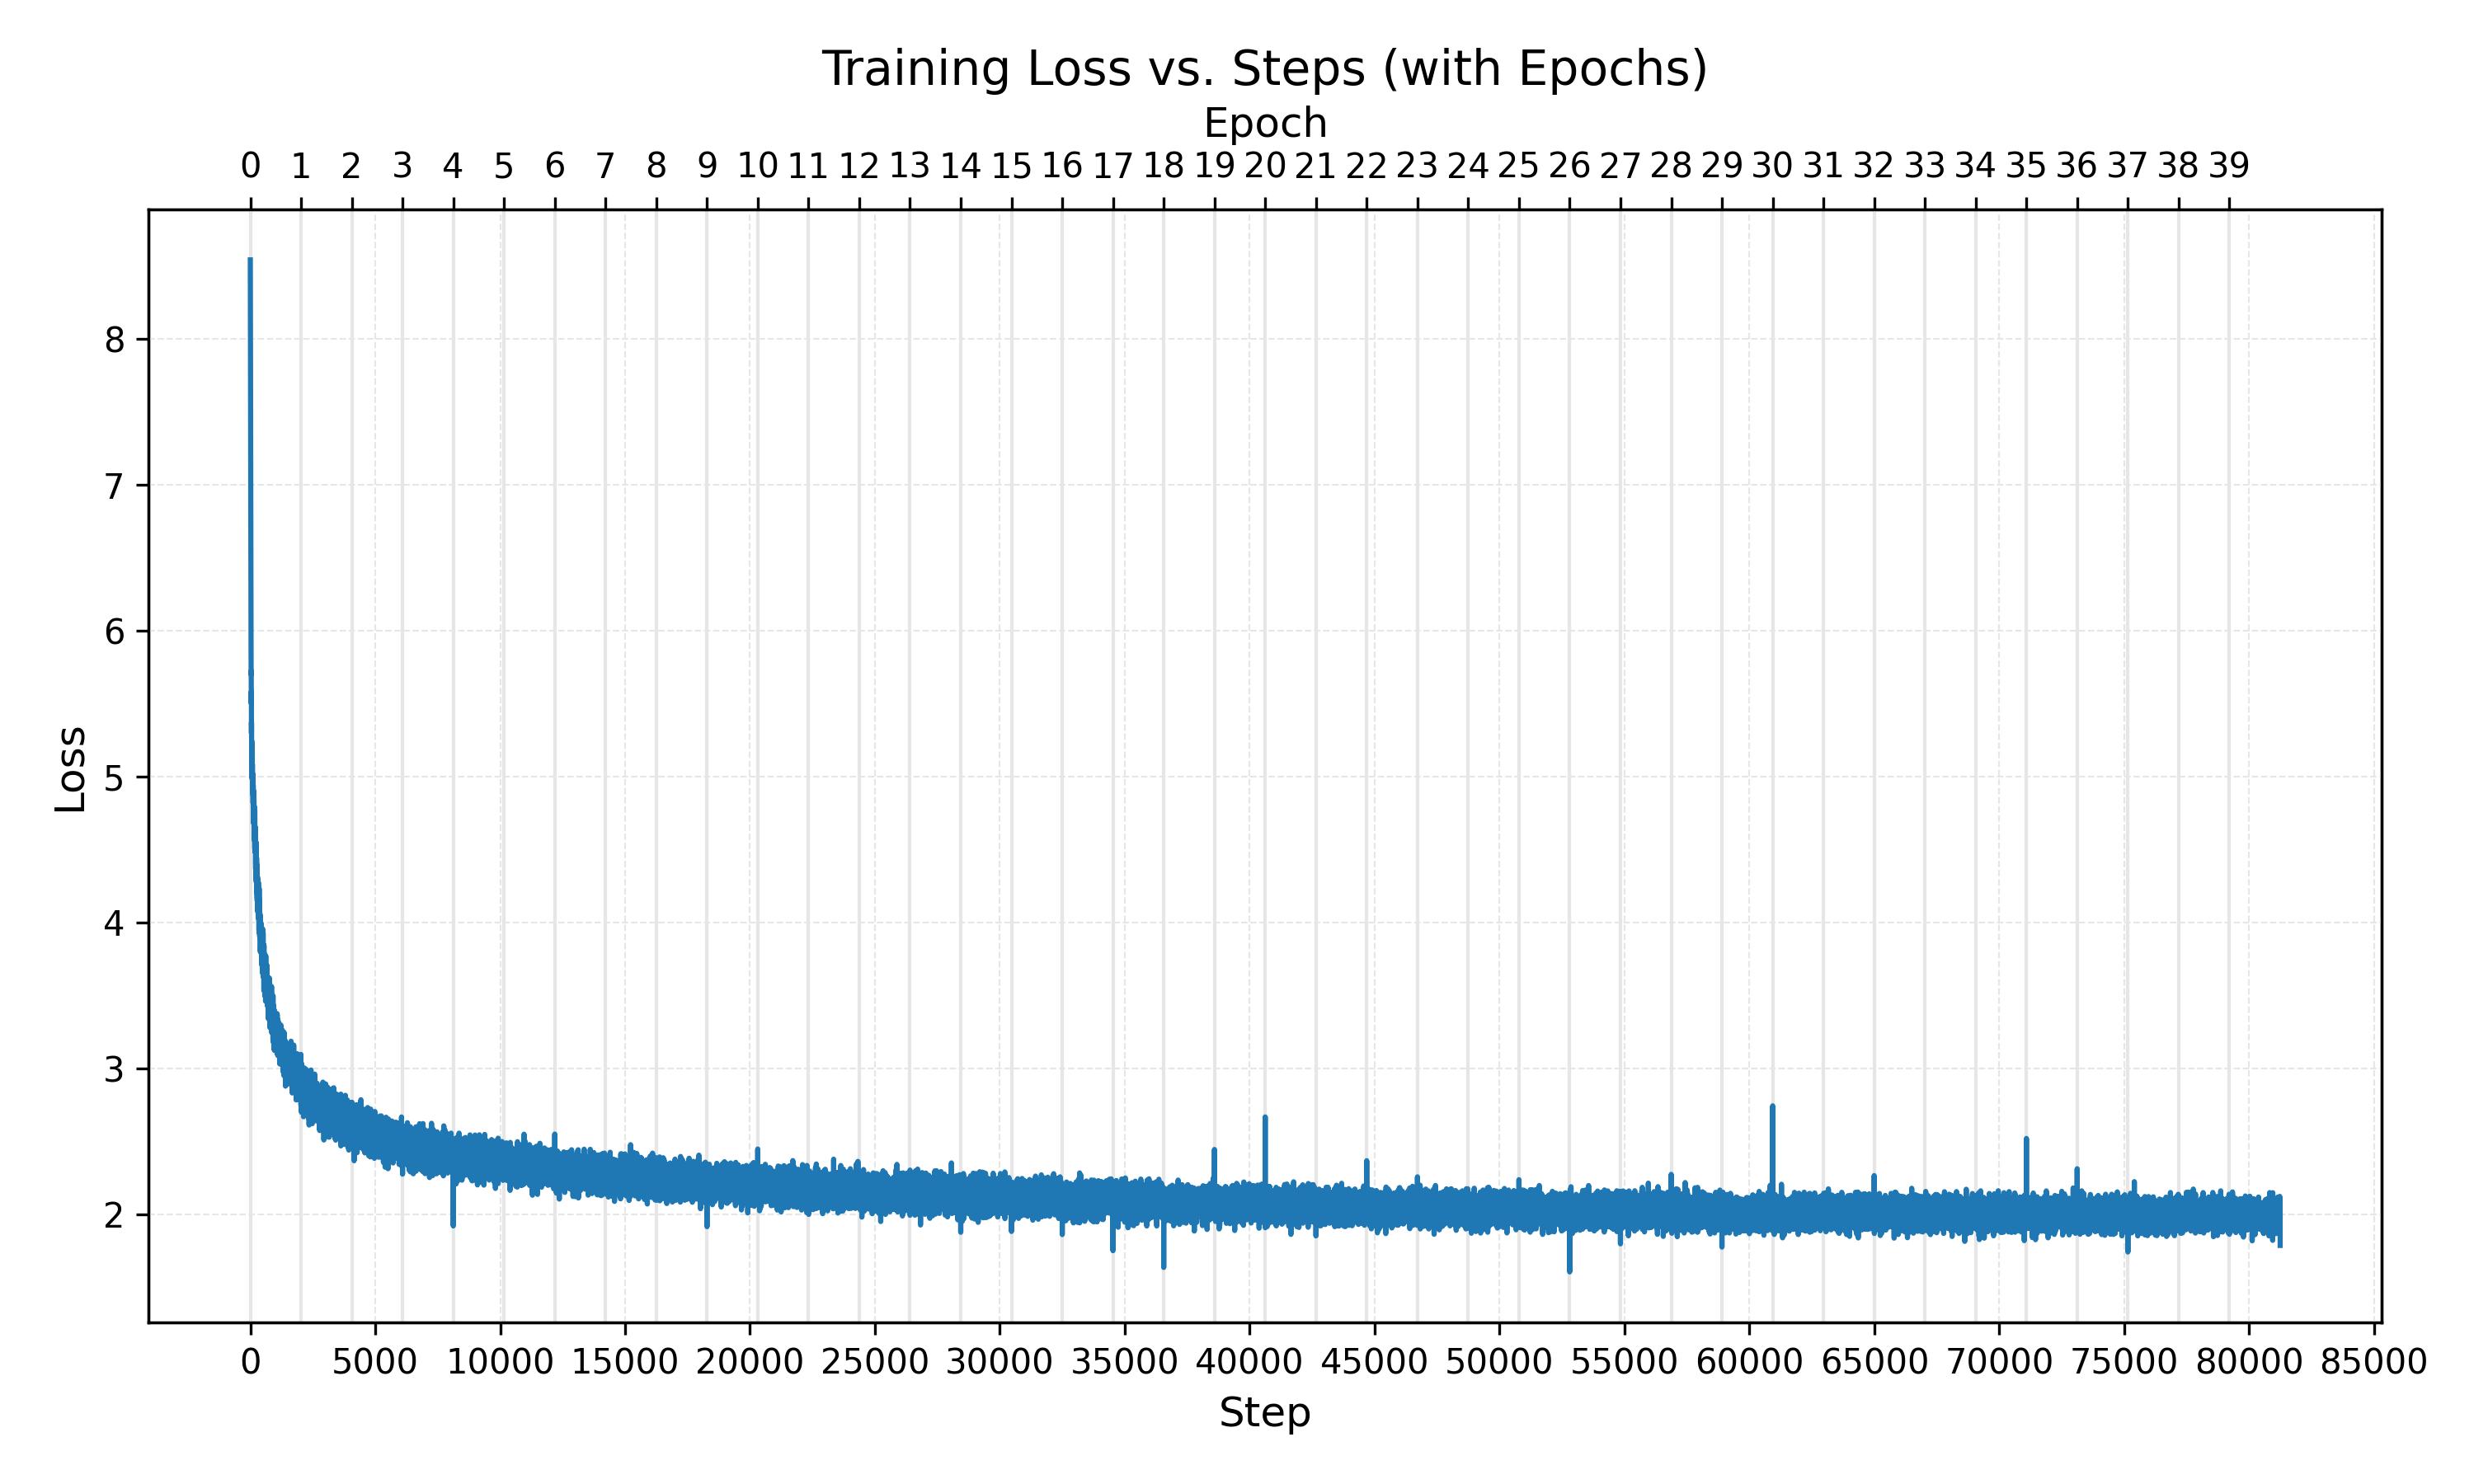 Training Loss vs. Steps (with Epochs)
Epoch
0 1 2 3 4 5 6 7 8 9 10 11 12 13 14 15 16 17 18 19 20 21 22 23 24 25 26 27 28 29 30 31 32 33 34 35 36 37 38 39
8
7
6
5
4
3
2
Loss
0 5000 10000 15000 20000 25000 30000 35000 40000 45000 50000 55000 60000 65000 70000 75000 80000 85000
Step